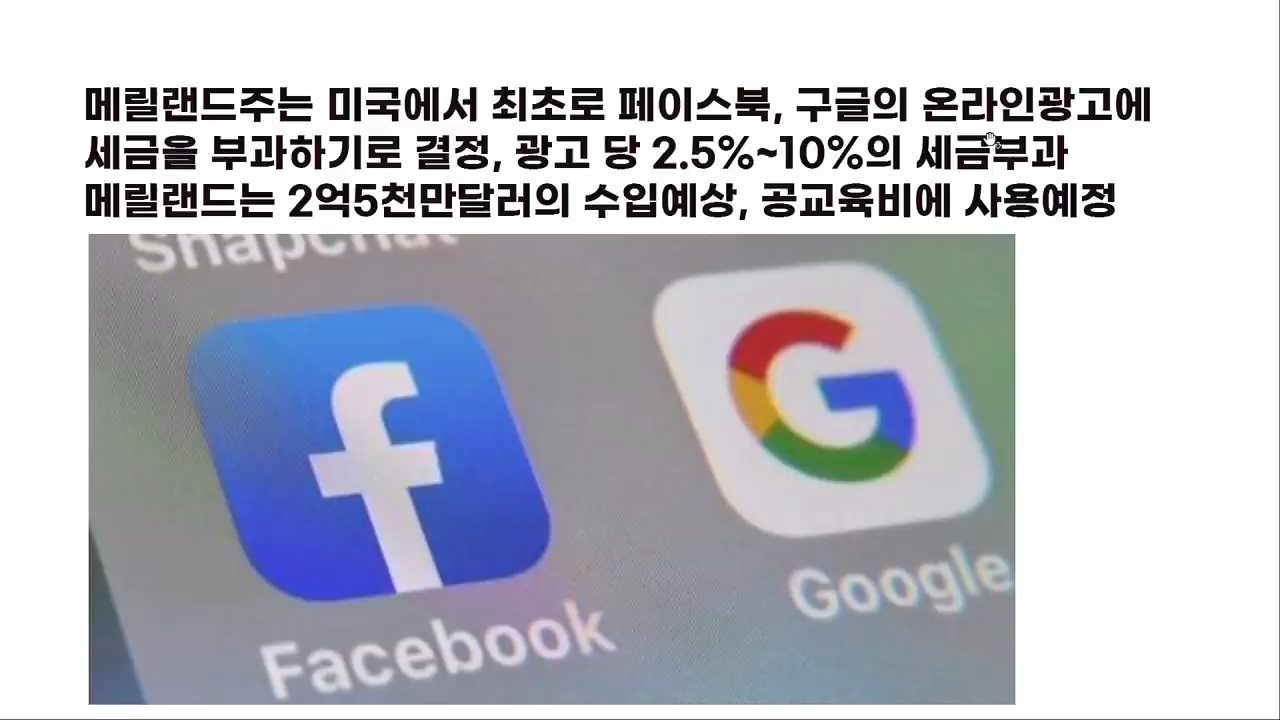 메릴랜드주는 미국에서 최초로 페이스북, 구글의 온라인광고에
세금을 부과하기로 결정, 광고 당 2.5%~10%의 세금부과
메릴랜드는 2억5천만달러의 수입예상, 공교육비에 사용예정
Snapchat
Facebook
Google